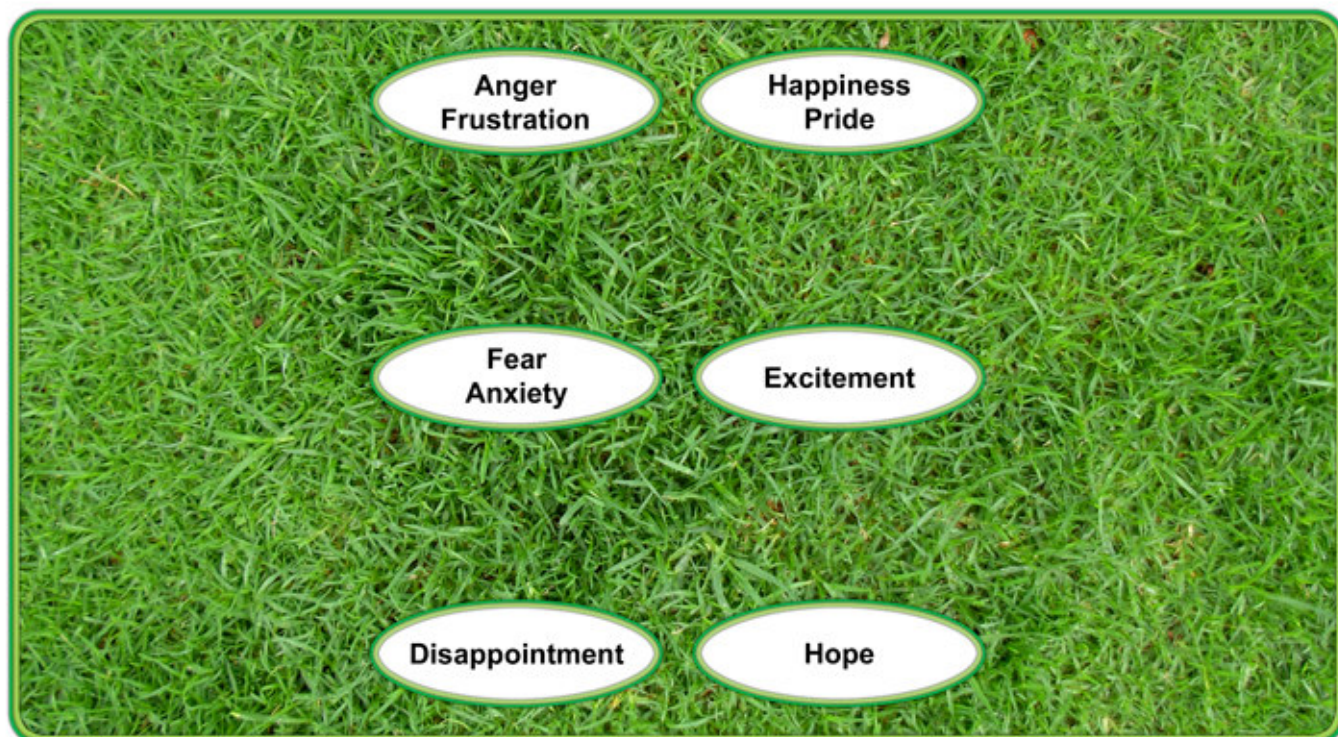 Anger
Frustration
Happiness
Pride
Fear
Anxiety
Excitement
Disappointment
Hope